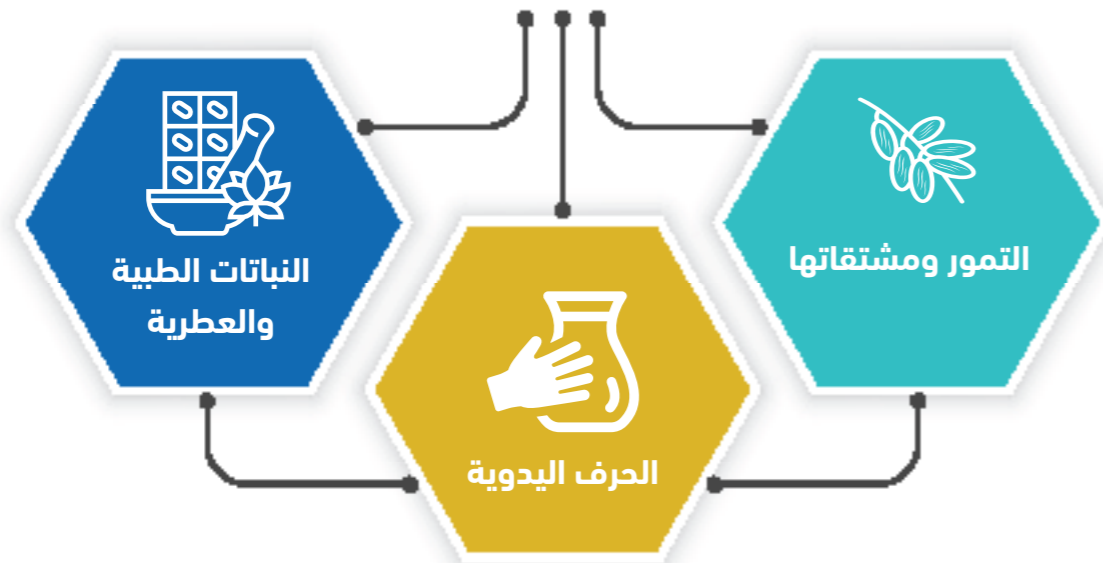 التمور ومشتقاتها
النباتات الطبية
والعطرية
الحرف اليدوية